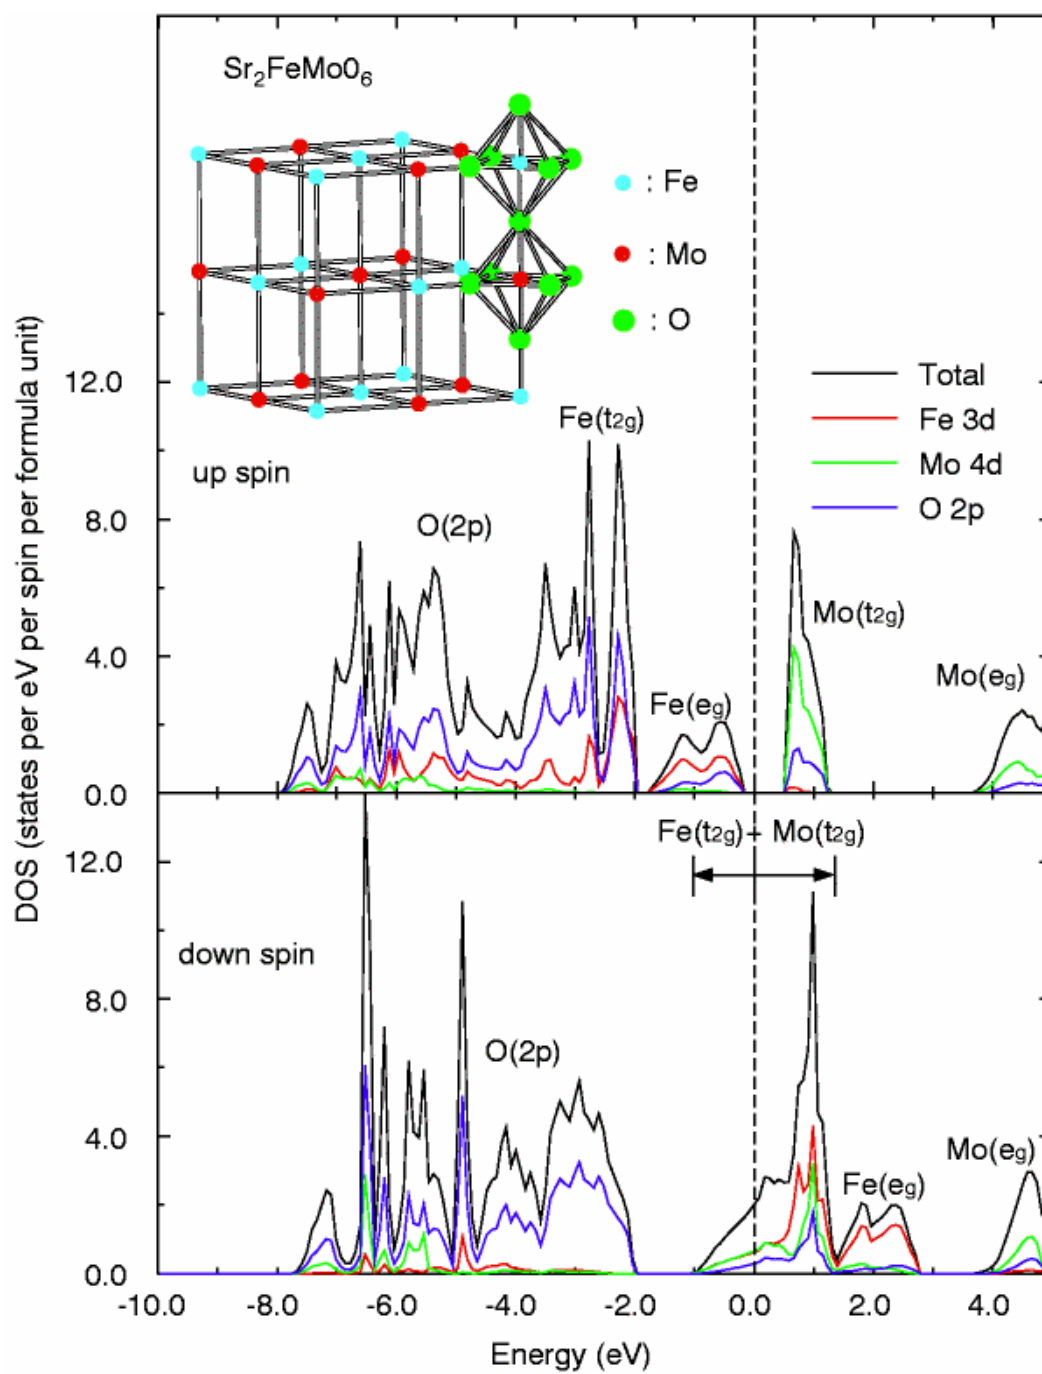 Sr2FeMoO6
: Fe
: Mo
: O
Total
Fe 3d
Mo 4d
O 2p
up spin
O(2p)
Fe(t2g)
Fe(eg)
Mo(t2g)
Mo(eg)
12.0
8.0
4.0
0.0
Fe(t2g)+ Mo(t2g)
down spin
O(2p)
Fe(eg)
Mo(eg)
12.0
8.0
4.0
0.0
-10.0 -8.0 -6.0 -4.0 -2.0 0.0 2.0 4.0
Energy (eV)
DOS (states per eV per spin per formula unit)